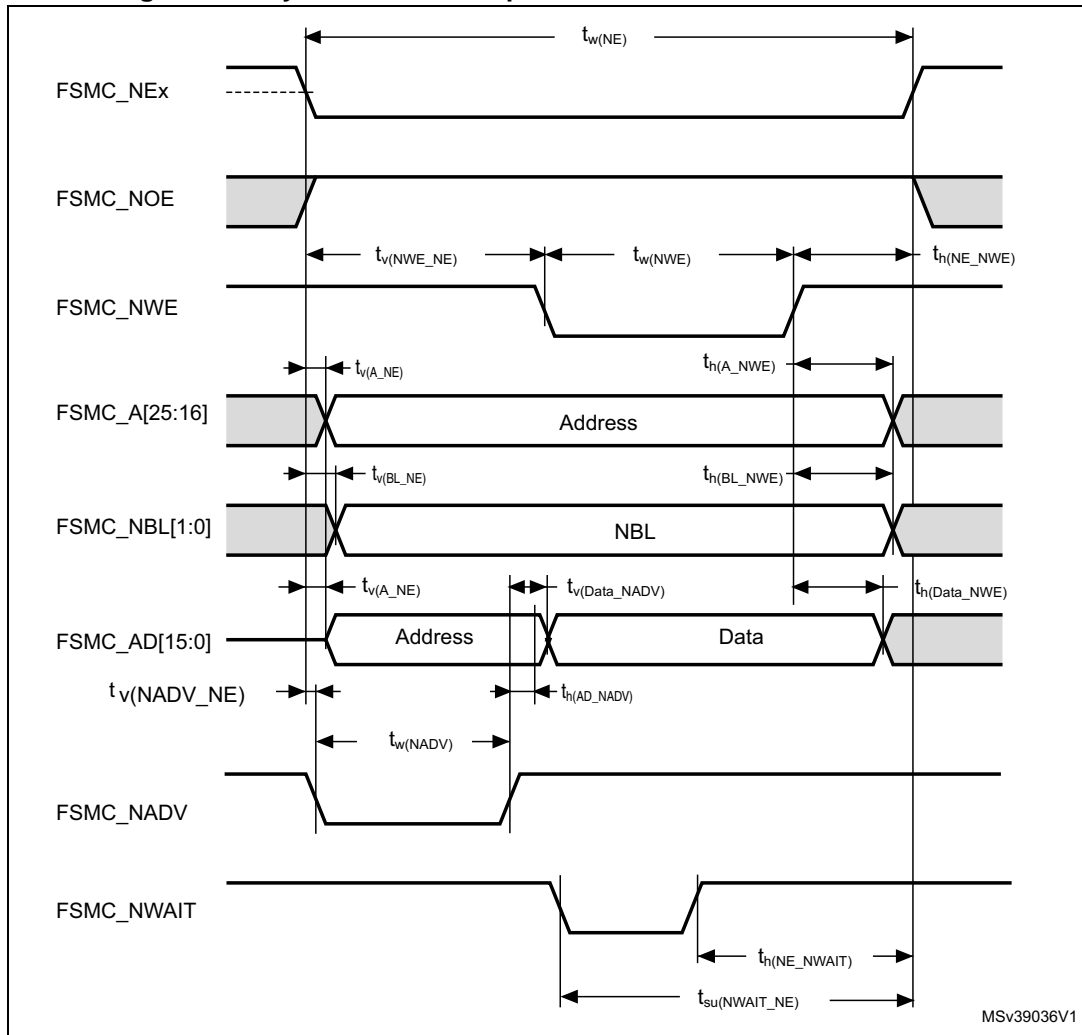 t_w(NE)
FSMC_NEx
FSMC_NOE
t_v(NWE_NE) t_w(NWE) t_h(NE_NWE)
FSMC_NWE
t_v(A_NE) t_h(A_NWE)
FSMC_A[25:16] Address
t_v(BL_NE) t_h(BL_NWE)
FSMC_NBL[1:0] NBL
t_v(A_NE) t_v(Data_NADV) t_h(Data_NWE)
FSMC_AD[15:0] Address Data
t_v(NADV_NE) t_h(AD_NADV)
t_w(NADV)
FSMC_NADV
FSMC_NWAIT
t_h(NE_NWAIT)
t_su(NWAIT_NE)
MSv39036V1